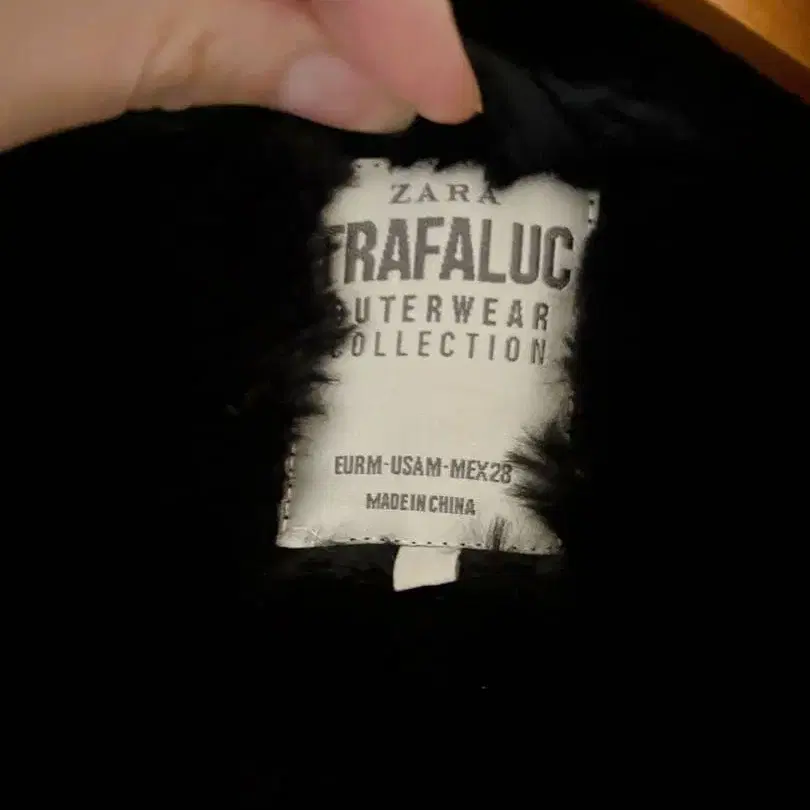 ZARA
TRAFALUC
OUTERWEAR
COLLECTION
EURM-USAM-MEX28
MADE IN CHINA